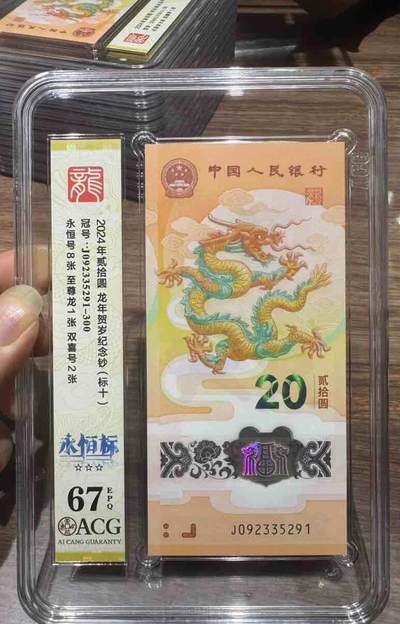 龍
2024年贰拾圆 龙年贺岁纪念钞(标十)
冠号:J092335291-300
永恒号8张 至尊龙1张 双喜号2张
永恒标
67
EPQ
ACG
AI CANG GUARANTY
中国人民银行
20
贰拾圆
福
J092335291